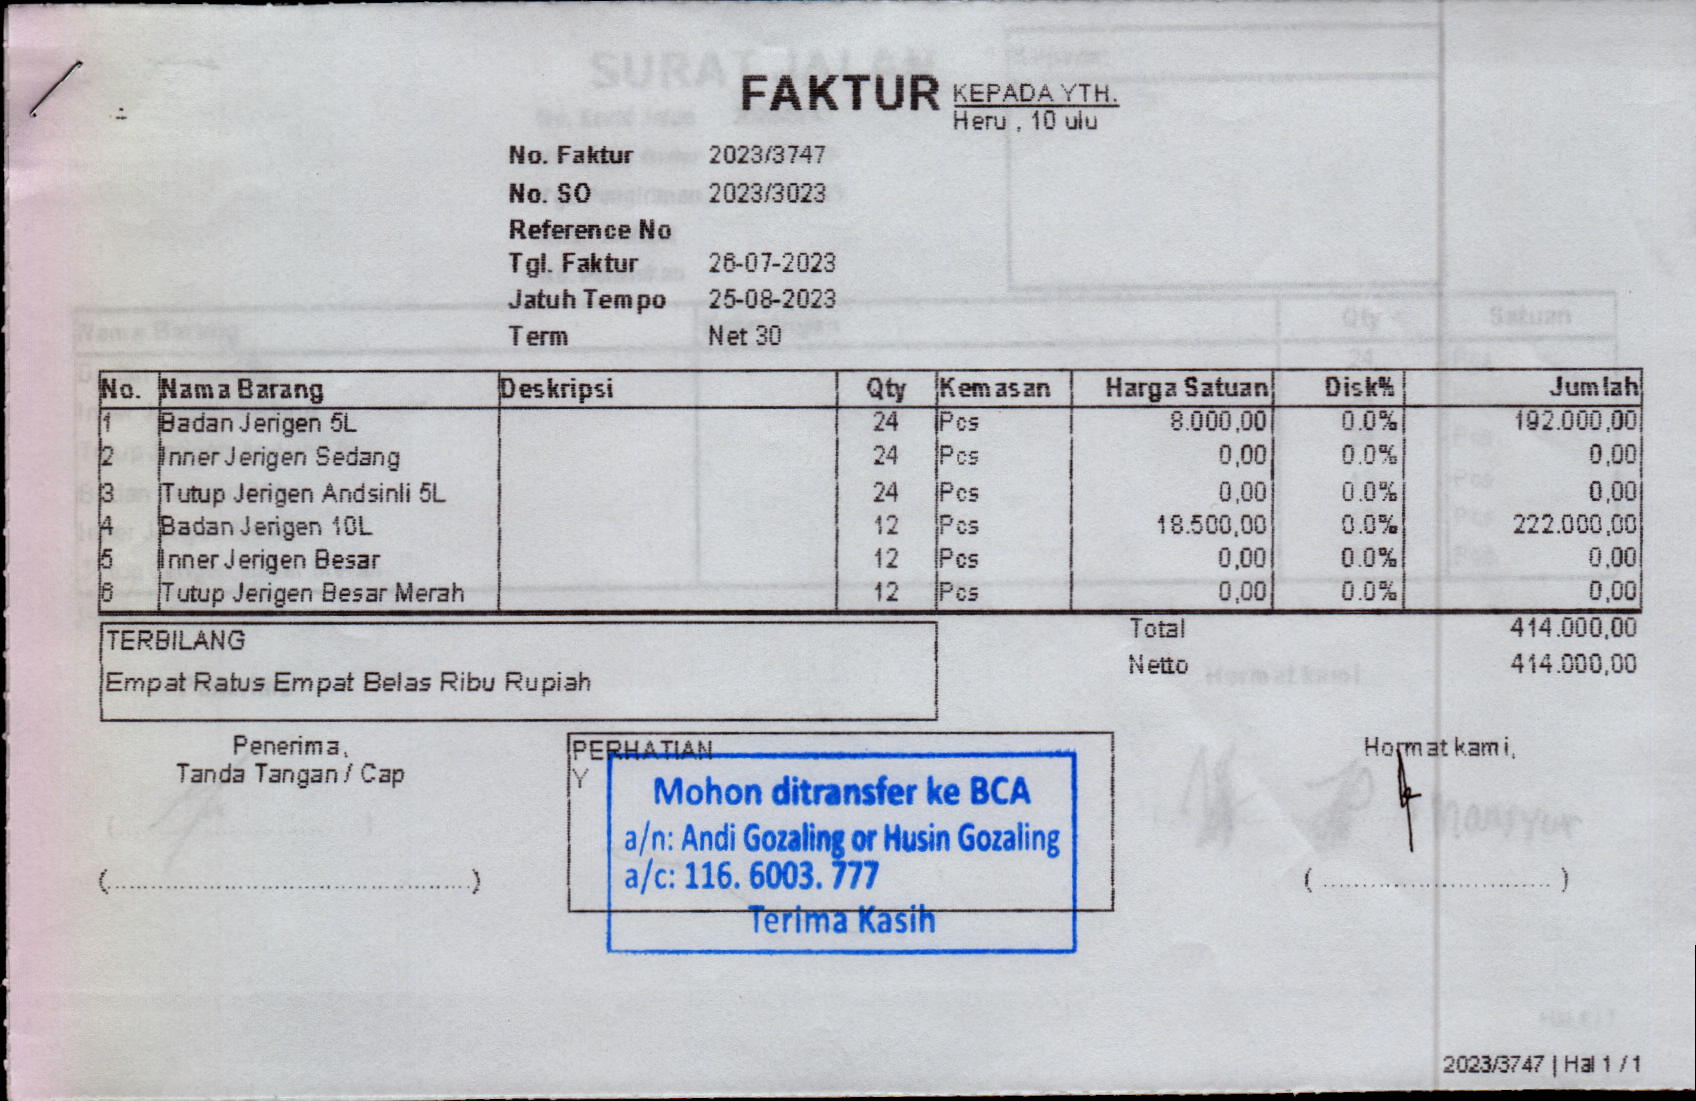 FAKTUR
KEPADA YTH.
Heru , 10 ulu
No. Faktur 2023/3747
No. SO 2023/3023
Reference No
Tgl. Faktur 26-07-2023
Jatuh Tempo 25-08-2023
Term Net 30
No. Nama Barang Deskripsi Qty Kemasan Harga Satuan Disk% Jumlah
1 Badan Jerigen 5L 24 Pcs 8.000,00 0.0% 192.000,00
2 Inner Jerigen Sedang 24 Pcs 0,00 0.0% 0,00
3 Tutup Jerigen Andsinli 5L 24 Pcs 0,00 0.0% 0,00
4 Badan Jerigen 10L 12 Pcs 18.500,00 0.0% 222.000,00
5 Inner Jerigen Besar 12 Pcs 0,00 0.0% 0,00
6 Tutup Jerigen Besar Merah 12 Pcs 0,00 0.0% 0,00
TERBILANG
Empat Ratus Empat Belas Ribu Rupiah
Total 414.000,00
Netto 414.000,00
Penerima,
Tanda Tangan / Cap
(..........................................)
PERHATIAN
Y
Mohon ditransfer ke BCA
a/n: Andi Gozaling or Husin Gozaling
a/c: 116. 6003. 777
Terima Kasih
Hormat kami,
( ............................ )
2023/3747 | Hal 1 / 1
SURAT JALAN
Nama Barang
Qty
Satuan
Hormat kami